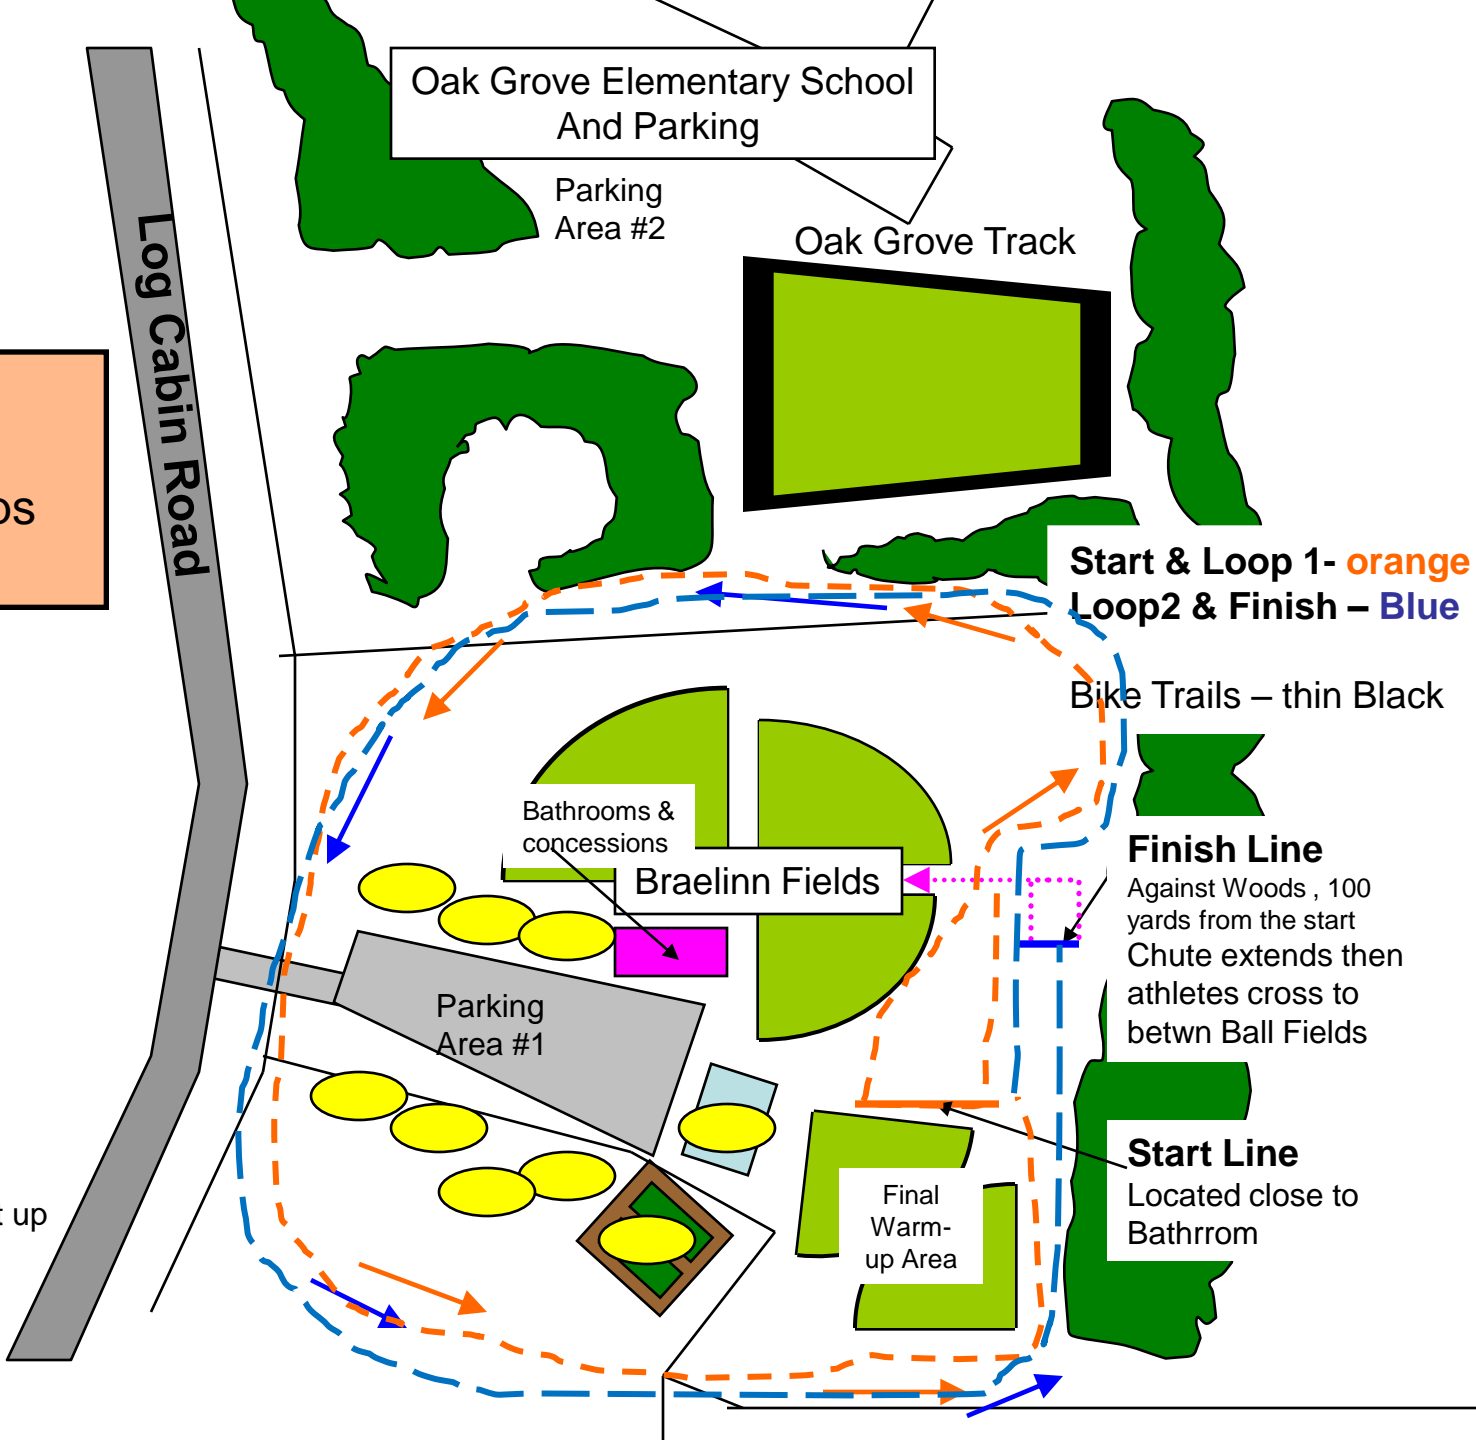 Oak Grove Elementary School
And Parking
Parking
Area #2
Oak Grove Track
Log Cabin Road
os
Start & Loop 1- orange
Loop2 & Finish – Blue
Bike Trails – thin Black
Bathrooms &
concessions
Braelinn Fields
Finish Line
Against Woods , 100
yards from the start
Chute extends then
athletes cross to
betwn Ball Fields
Parking
Area #1
Start Line
Located close to
Bathrrom
Final
Warm-
up Area
t up